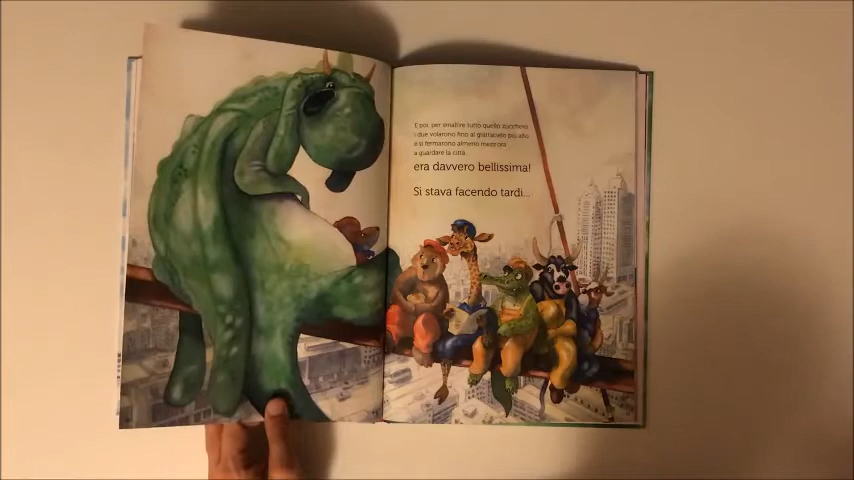 E poi, per smaltire tutto quello zucchero
i due volarono fino al grattacielo più alto
e si fermarono almeno mezz'ora
a guardare la città.
era davvero bellissima!
Si stava facendo tardi...